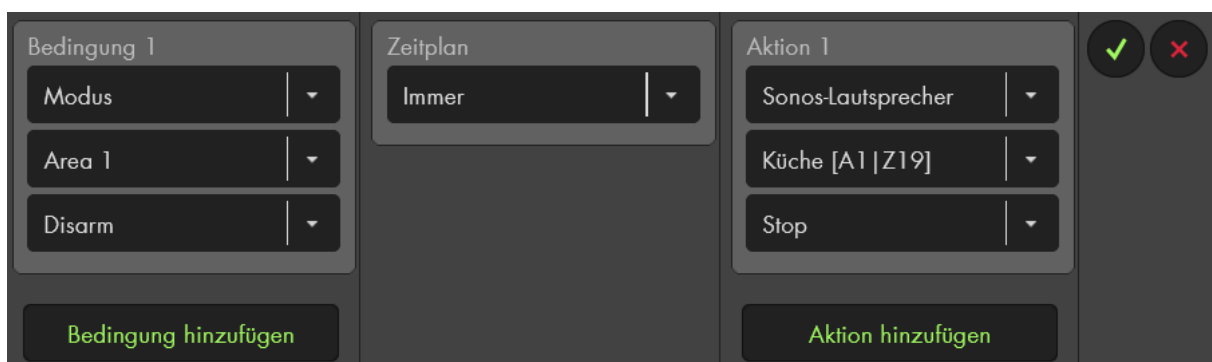 Bedingung 1
Modus
Area 1
Disarm
Bedingung hinzufügen
Zeitplan
Immer
Aktion 1
Sonos-Lautsprecher
Küche [A1|Z19]
Stop
Aktion hinzufügen